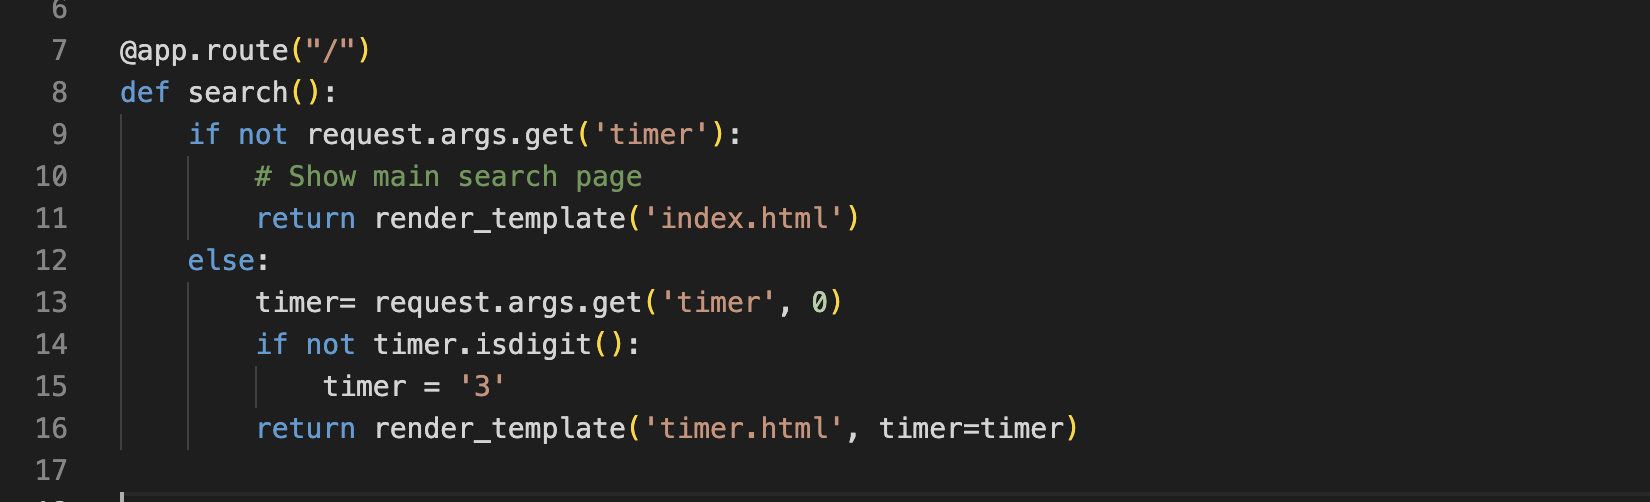 6
7 @app.route("/")
8 def search():
9     if not request.args.get('timer'):
10         # Show main search page
11         return render_template('index.html')
12     else:
13         timer= request.args.get('timer', 0)
14         if not timer.isdigit():
15             timer = '3'
16         return render_template('timer.html', timer=timer)
17